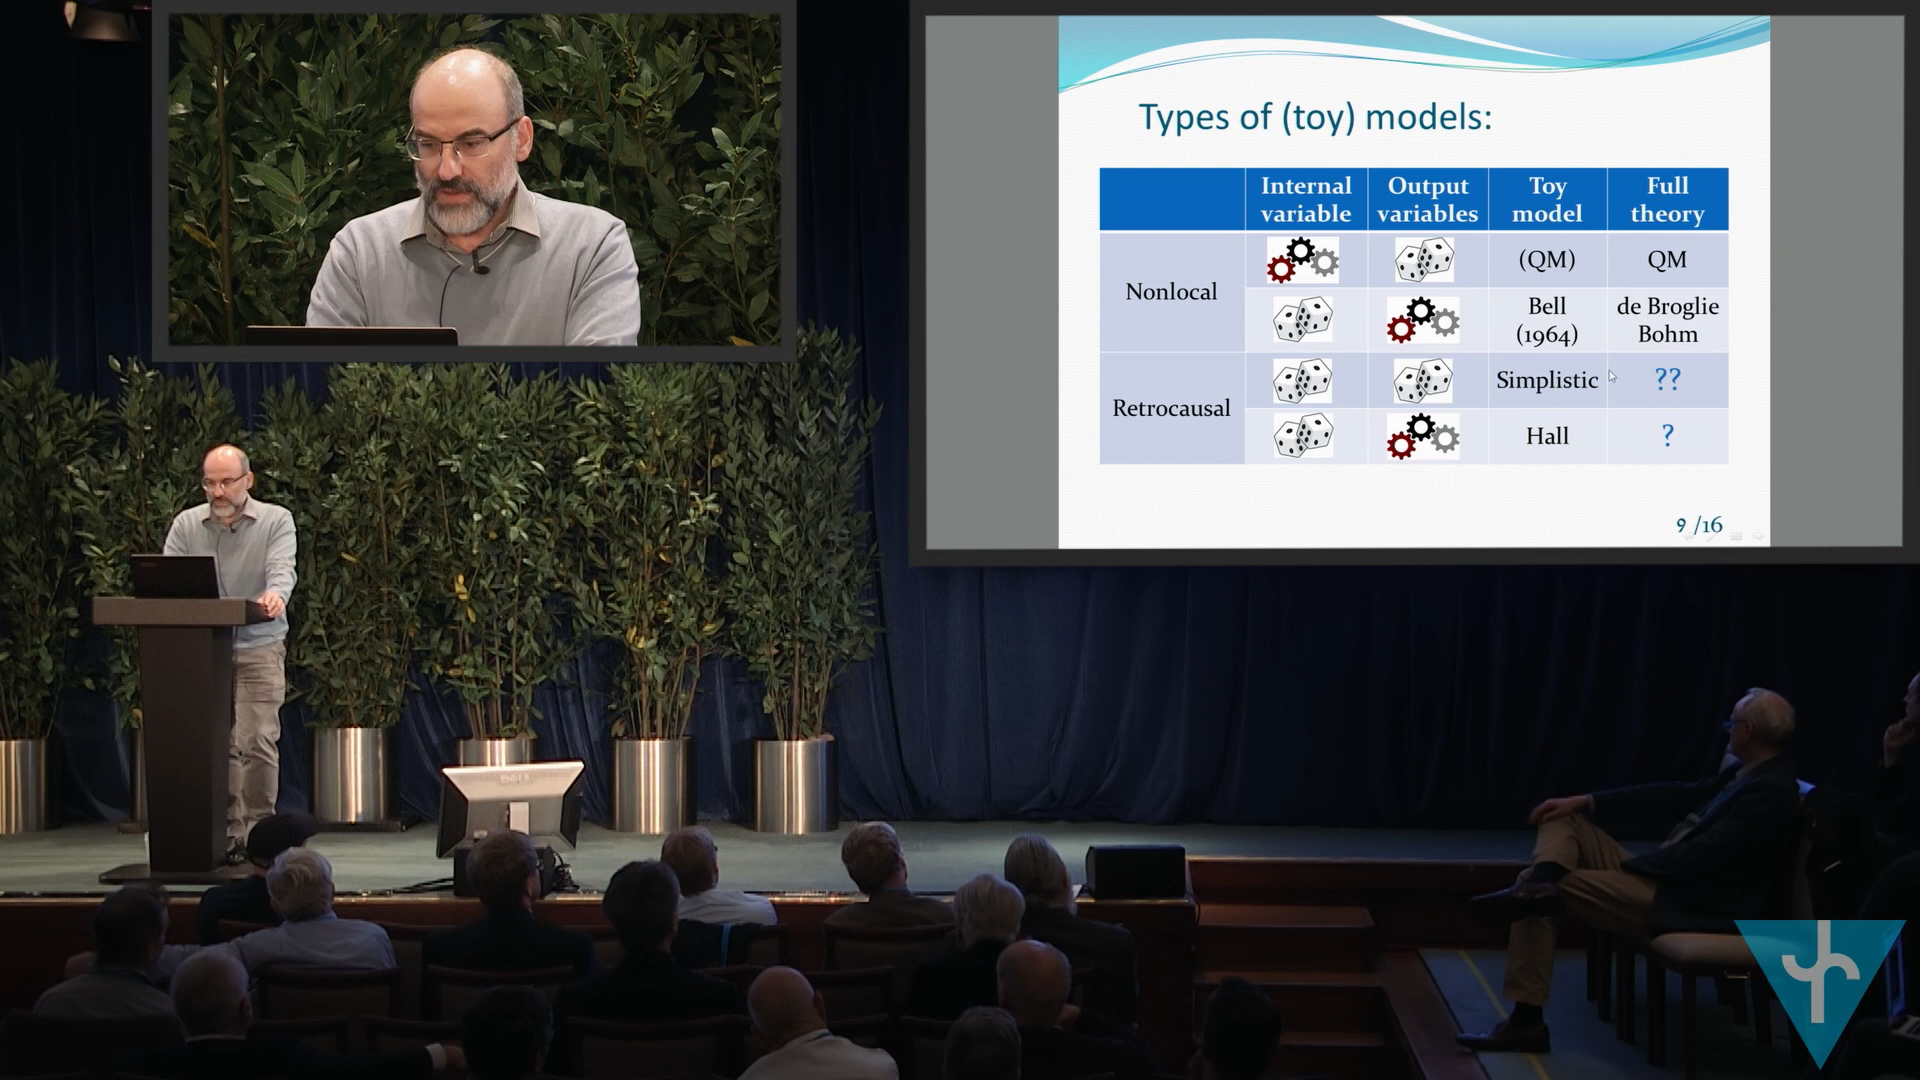 Types of (toy) models:
Internal variable
Output variables
Toy model
Full theory
Nonlocal
(QM)
QM
Bell (1964)
de Broglie Bohm
Retrocausal
Simplistic
??
Hall
?
9 /16
DELL